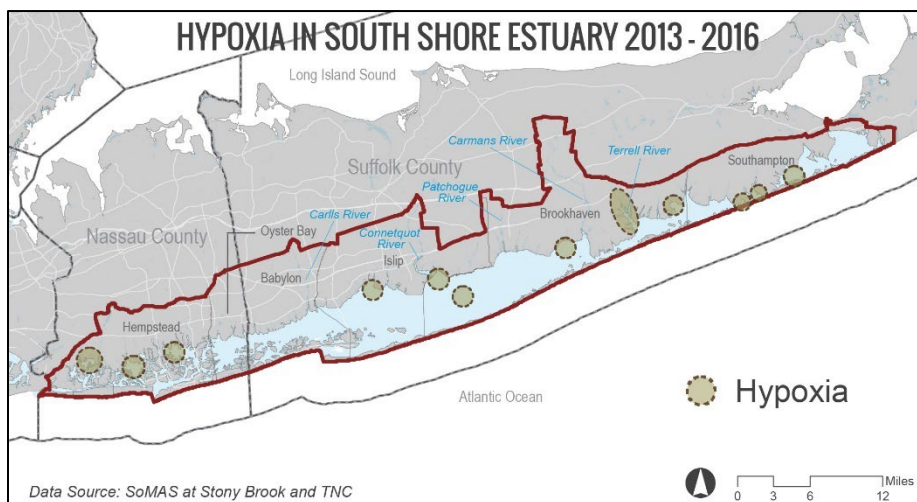 HYPOXIA IN SOUTH SHORE ESTUARY 2013 - 2016
Long Island Sound
Carmans River
Terrell River
Suffolk County
Southampton
Patchogue
River
Carlls River
Brookhaven
Oyster Bay
Nassau County
Connetquot
River
Islip
Babylon
Hempstead
Atlantic Ocean
Hypoxia
Data Source: SoMAS at Stony Brook and TNC
Miles
0 3 6 12